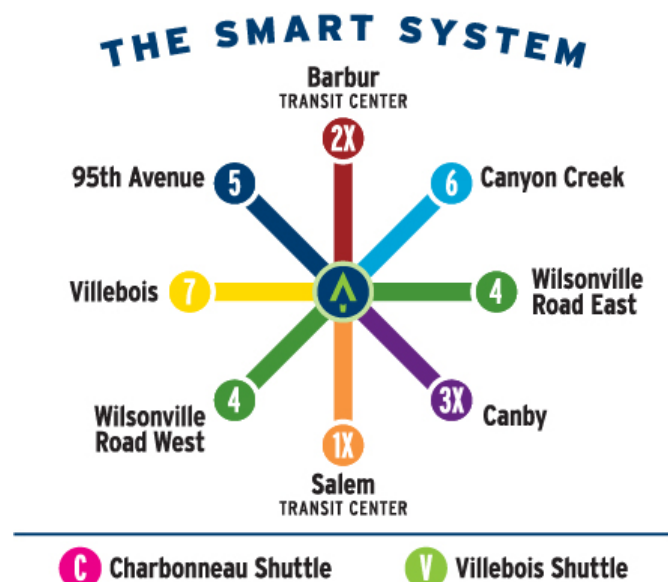 THE SMART SYSTEM
Barbur
TRANSIT CENTER
2X
95th Avenue
5
6
Canyon Creek
Villebois
7
4
Wilsonville
Road East
Wilsonville
Road West
4
3X
Canby
1X
Salem
TRANSIT CENTER
C Charbonneau Shuttle
V Villebois Shuttle